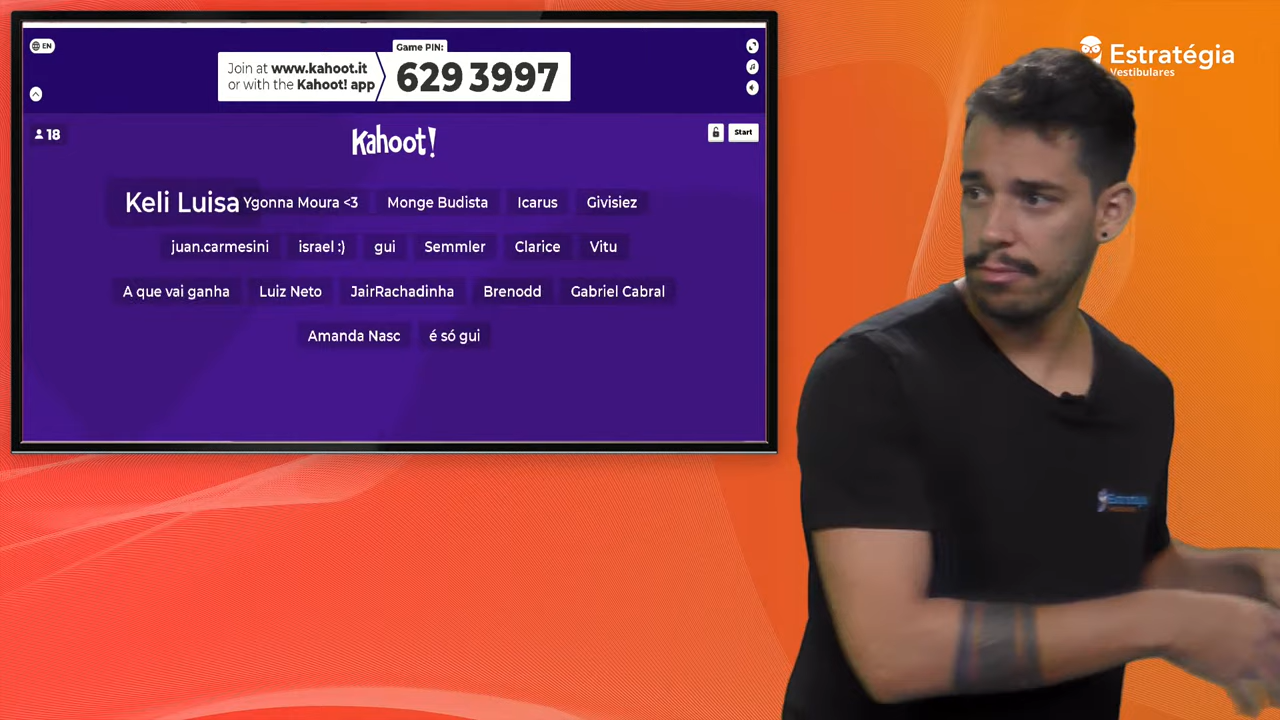 EN
Game PIN:
Join at www.kahoot.it
or with the Kahoot! app
629 3997
Estratégia
Vestibulares
18
Kahoot!
Start
Keli Luisa Ygonna Moura <3 Monge Budista Icarus Givisiez
juan.carmesini israel :) gui Semmler Clarice Vitu
A que vai ganha Luiz Neto JairRachadinha Brenodd Gabriel Cabral
Amanda Nasc é só gui